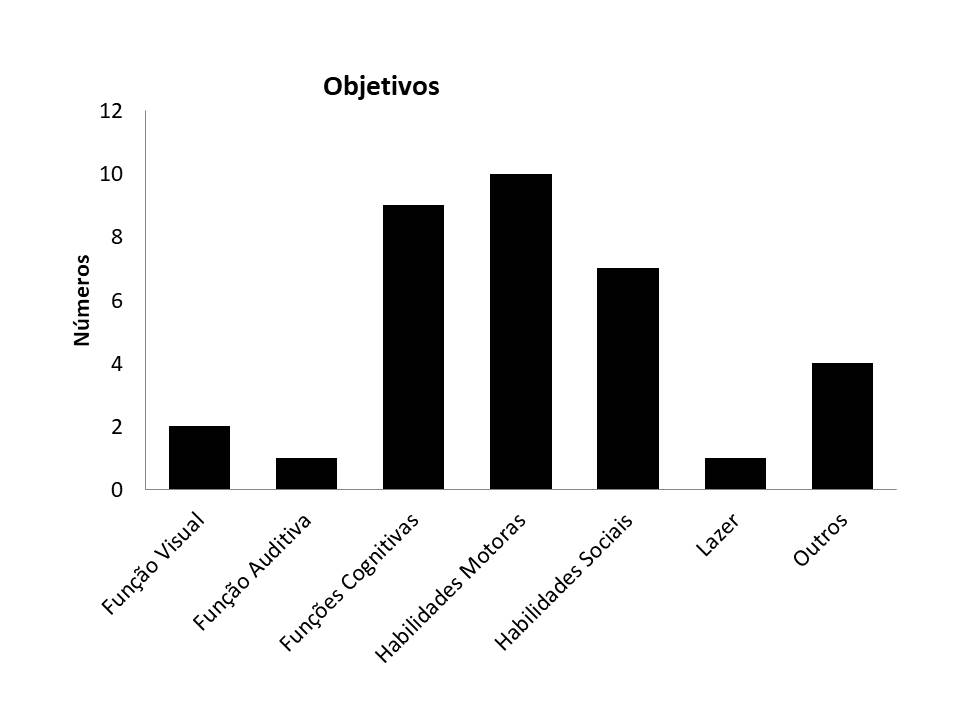 Objetivos
12
10
8
6
4
2
0
Números
Função Visual
Função Auditiva
Funções Cognitivas
Habilidades Motoras
Habilidades Sociais
Lazer
Outros